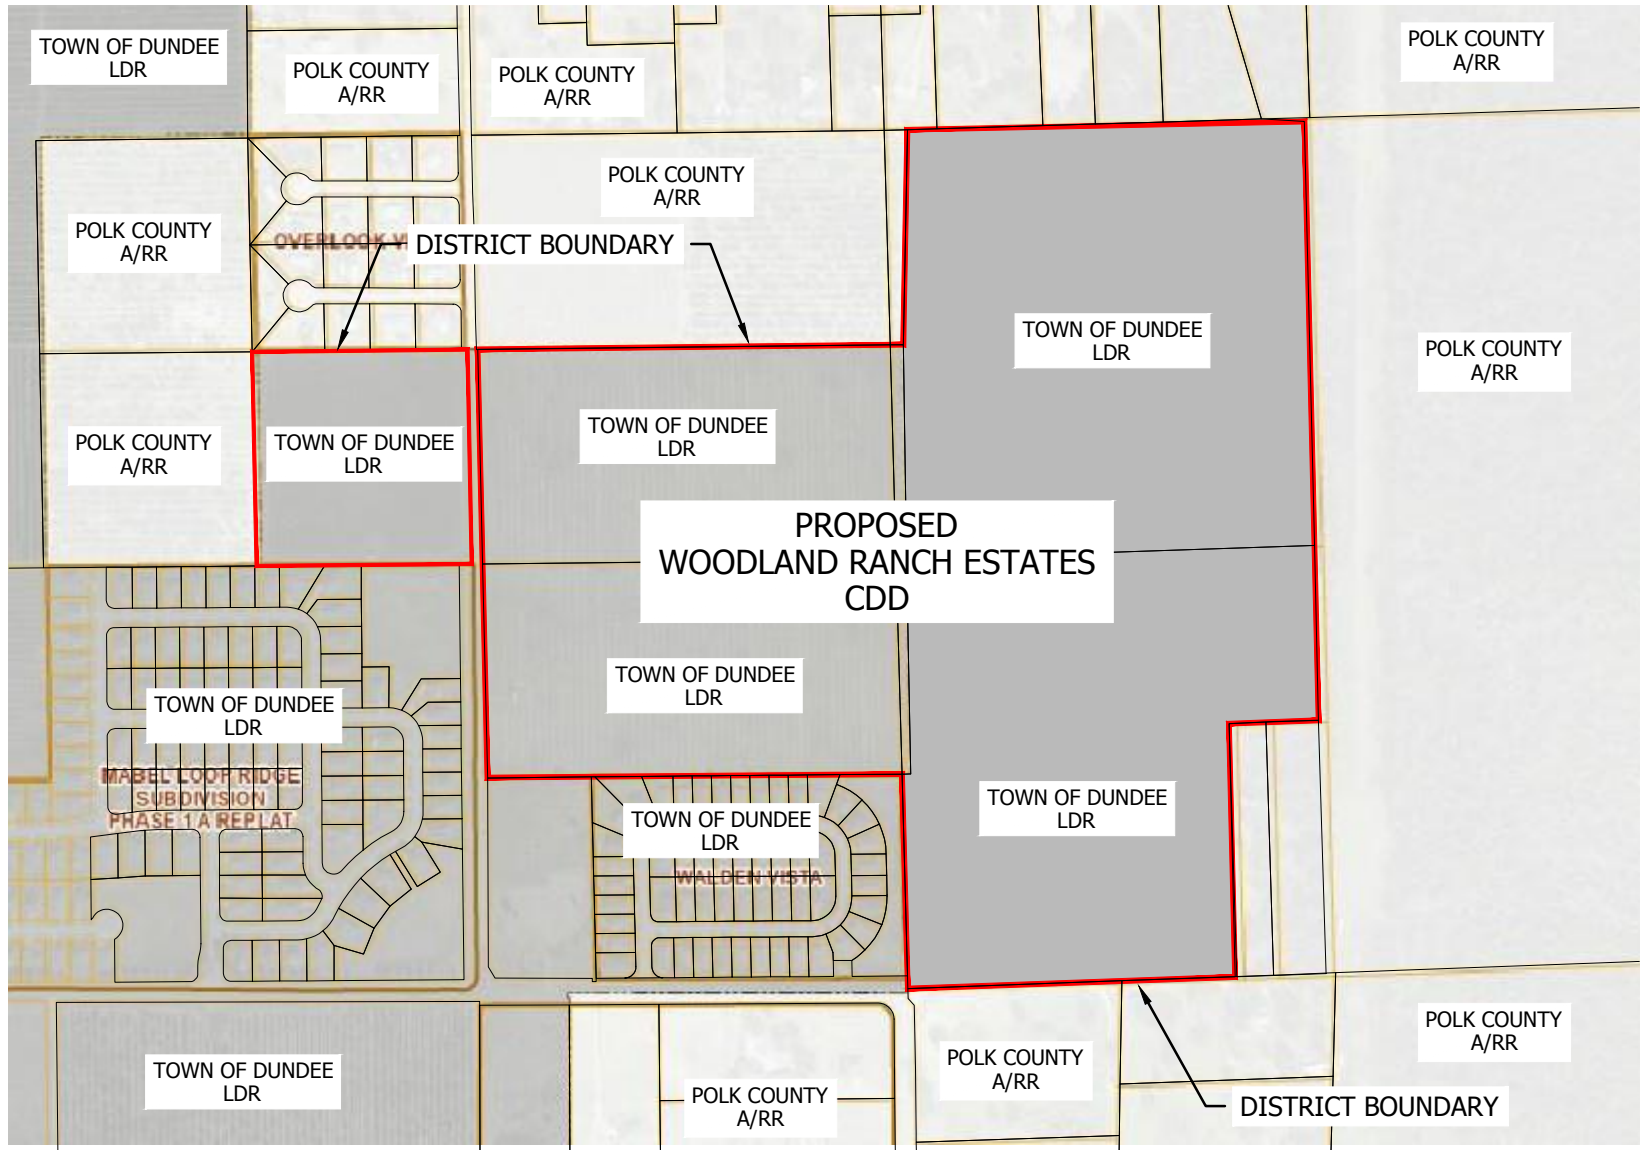 TOWN OF DUNDEE
LDR
POLK COUNTY
A/RR
POLK COUNTY
A/RR
POLK COUNTY
A/RR
POLK COUNTY
A/RR
POLK COUNTY
A/RR
OVERLOOK
DISTRICT BOUNDARY
TOWN OF DUNDEE
LDR
POLK COUNTY
A/RR
POLK COUNTY
A/RR
TOWN OF DUNDEE
LDR
TOWN OF DUNDEE
LDR
PROPOSED
WOODLAND RANCH ESTATES
CDD
TOWN OF DUNDEE
LDR
TOWN OF DUNDEE
LDR
MABEL LOOP RIDGE
SUBDIVISION
PHASE 1 A REPLAT
TOWN OF DUNDEE
LDR
WALDEN VISTA
TOWN OF DUNDEE
LDR
TOWN OF DUNDEE
LDR
POLK COUNTY
A/RR
POLK COUNTY
A/RR
POLK COUNTY
A/RR
DISTRICT BOUNDARY